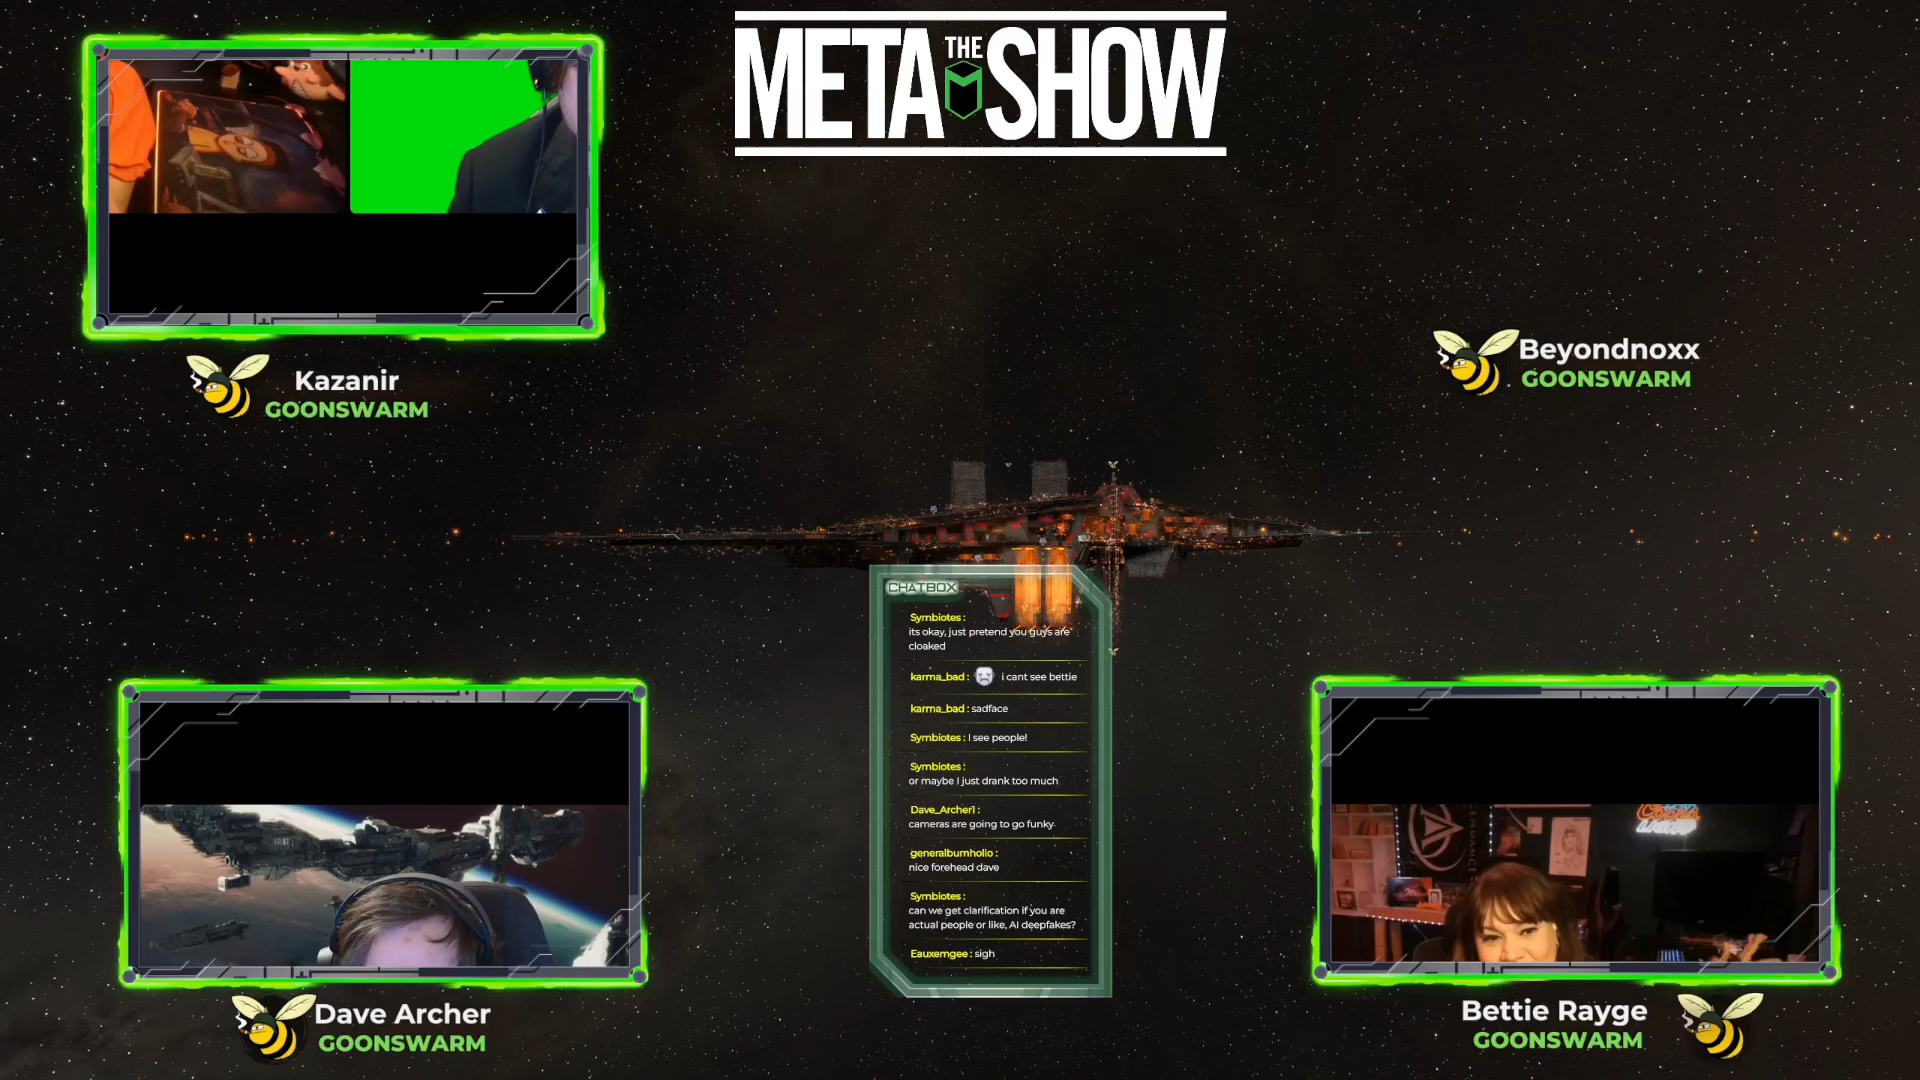 META THE SHOW
Kazanir
GOONSWARM
Beyondnoxx
GOONSWARM
CHATBOX
Symbiotes :
its okay, just pretend you guys are
cloaked
karma_bad : i cant see bettie
karma_bad : sadface
Symbiotes : I see people!
Symbiotes :
or maybe I just drank too much
Dave_Archer1 :
cameras are going to go funky
generalbumholio :
nice forehead dave
Symbiotes :
can we get clarification if you are
actual people or like, AI deepfakes?
Eauxemgee : sigh
Dave Archer
GOONSWARM
Bettie Rayge
GOONSWARM